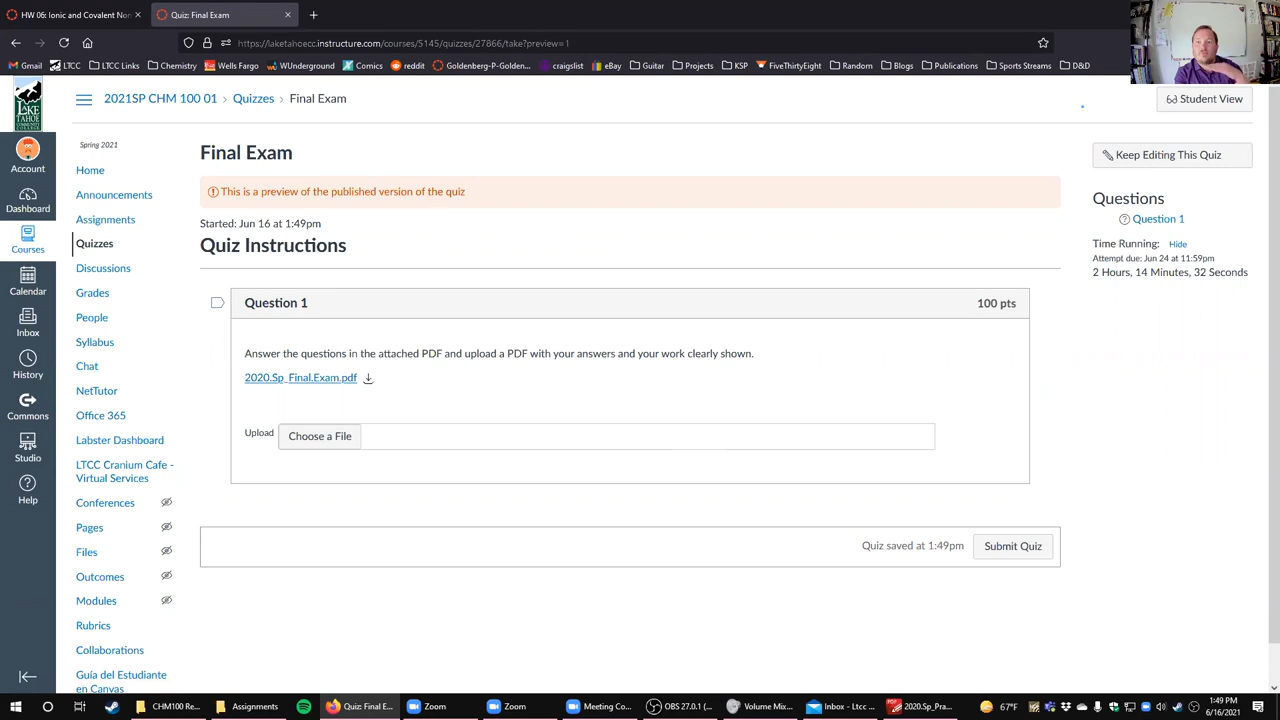 HW 06: Ionic and Covalent Nom
Quiz: Final Exam
https://laketahoecc.instructure.com/courses/5145/quizzes/27866/take?preview=1
Gmail
LTCC
LTCC Links
Chemistry
Wells Fargo
WUnderground
Comics
reddit
Goldenberg-P-Golden...
craigslist
eBay
Guitar
Projects
KSP
FiveThirtyEight
Random
Blogs
Publications
Sports Streams
D&D
LAKE
TAHOE
COMMUNITY
COLLEGE
2021SP CHM 100 01 > Quizzes > Final Exam
Student View
Account
Dashboard
Courses
Calendar
Inbox
History
Commons
Studio
Help
Spring 2021
Home
Announcements
Assignments
Quizzes
Discussions
Grades
People
Syllabus
Chat
NetTutor
Office 365
Labster Dashboard
LTCC Cranium Cafe -
Virtual Services
Conferences
Pages
Files
Outcomes
Modules
Rubrics
Collaborations
Guía del Estudiante
en Canvas
Final Exam
This is a preview of the published version of the quiz
Started: Jun 16 at 1:49pm
Quiz Instructions
Question 1
100 pts
Answer the questions in the attached PDF and upload a PDF with your answers and your work clearly shown.
2020.Sp_Final.Exam.pdf
Upload
Choose a File
Quiz saved at 1:49pm
Submit Quiz
Keep Editing This Quiz
Questions
Question 1
Time Running: Hide
Attempt due: Jun 24 at 11:59pm
2 Hours, 14 Minutes, 32 Seconds
CHM100 Re...
Assignments
Quiz: Final E...
Zoom
Zoom
Meeting Co...
OBS 27.0.1 (...
Volume Mix...
Inbox - Ltcc ...
2020.Sp_Pra...
67°F
1:49 PM
6/16/2021